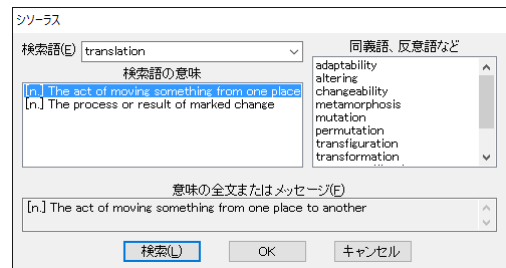 シソーラス
検索語(E) translation
同義語、反意語など
検索語の意味
[n.] The act of moving something from one place
[n.] The process or result of marked change
adaptability
altering
changeability
metamorphosis
mutation
permutation
transfiguration
transformation
意味の全文またはメッセージ(F)
[n.] The act of moving something from one place to another
検索(L)
OK
キャンセル